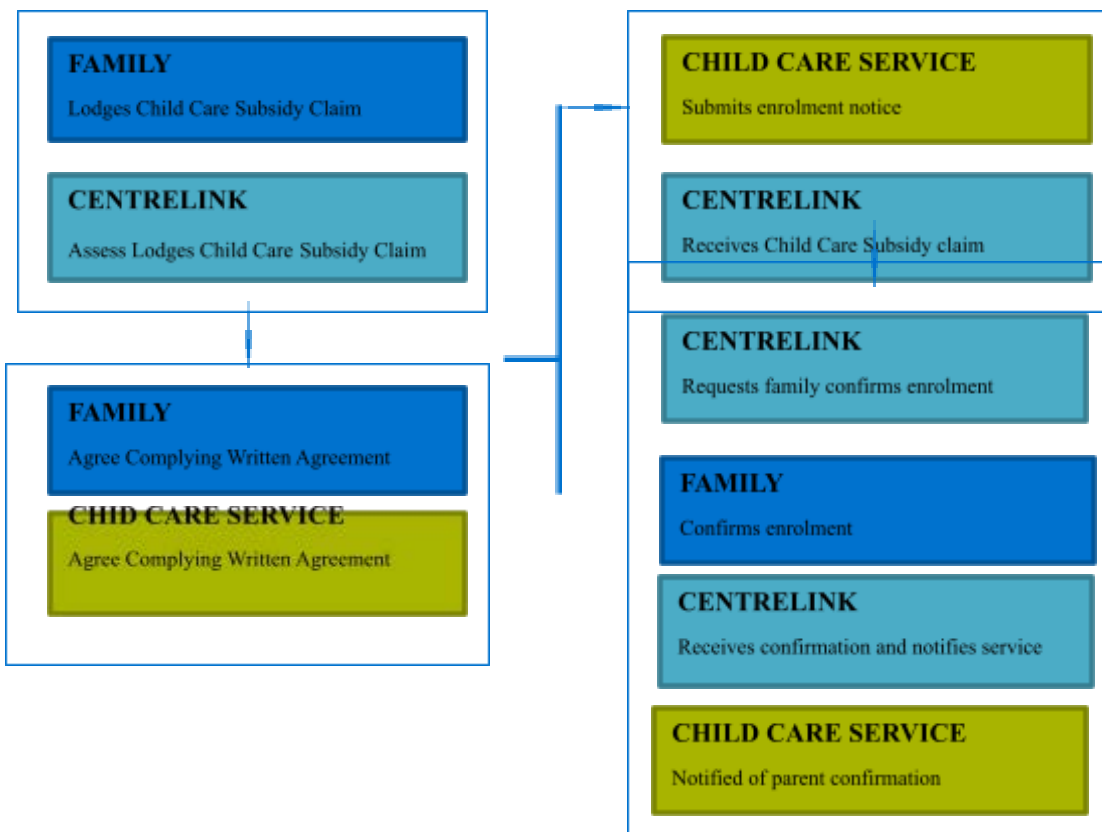 FAMILY
Lodges Child Care Subsidy Claim
CENTRELINK
Assess Lodges Child Care Subsidy Claim
FAMILY
Agree Complying Written Agreement
CHID CARE SERVICE
Agree Complying Written Agreement
CHILD CARE SERVICE
Submits enrolment notice
CENTRELINK
Receives Child Care Subsidy claim
CENTRELINK
Requests family confirms enrolment
FAMILY
Confirms enrolment
CENTRELINK
Receives confirmation and notifies service
CHILD CARE SERVICE
Notified of parent confirmation